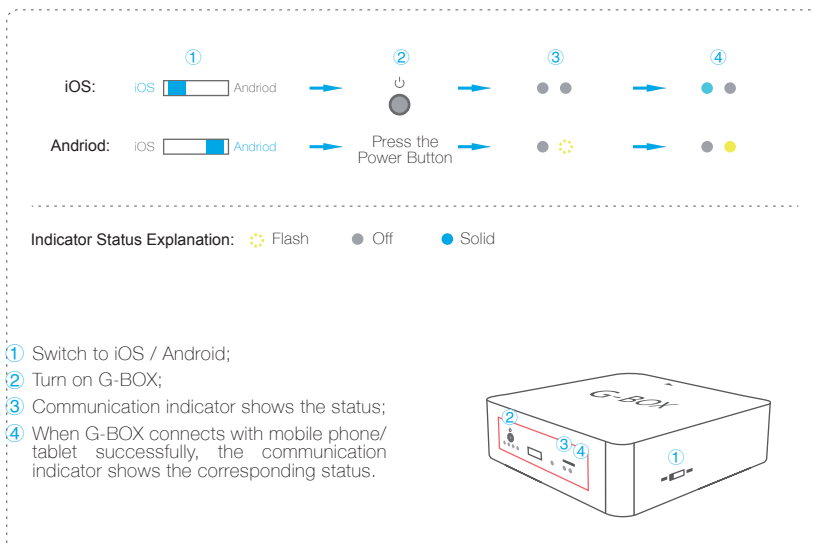 ① ② ③ ④
iOS: iOS Andriod
Andriod: iOS Andriod
Press the
Power Button
Indicator Status Explanation: Flash Off Solid
① Switch to iOS / Android;
② Turn on G-BOX;
③ Communication indicator shows the status;
④ When G-BOX connects with mobile phone/
tablet successfully, the communication
indicator shows the corresponding status.
G-BOX
②
③ ④
①